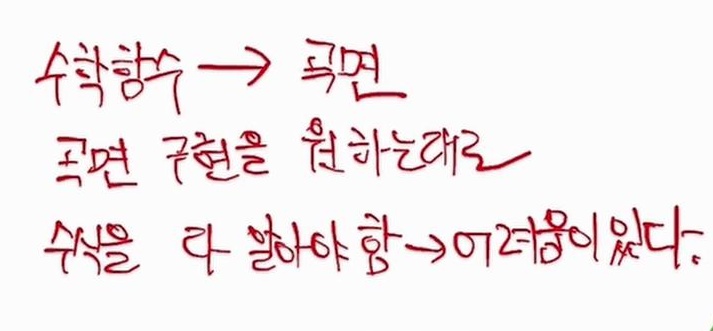 수학함수 → 곡면
곡면 구현을 원하는대로
수식을 다 알아야 함 → 어려움이 있다.